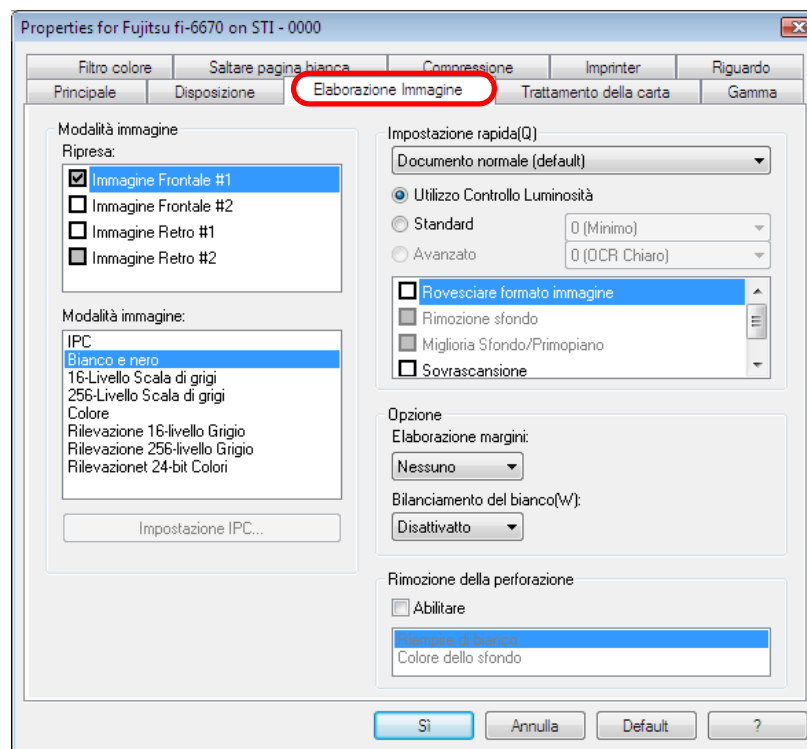 Properties for Fujitsu fi-6670 on STI - 0000
Filtro colore
Saltare pagina bianca
Compressione
Imprinter
Riguardo
Principale
Disposizione
Elaborazione Immagine
Trattamento della carta
Gamma
Modalità immagine
Ripresa:
Immagine Frontale #1
Immagine Frontale #2
Immagine Retro #1
Immagine Retro #2
Modalità immagine:
IPC
Bianco e nero
16-Livello Scala di grigi
256-Livello Scala di grigi
Colore
Rilevazione 16-livello Grigio
Rilevazione 256-livello Grigio
Rilevazionet 24-bit Colori
Impostazione IPC...
Impostazione rapida(Q)
Documento normale (default)
Utilizzo Controllo Luminosità
Standard
0 (Minimo)
Avanzato
0 (OCR Chiaro)
Rovesciare formato immagine
Rimozione sfondo
Miglioria Sfondo/Primopiano
Sovrascansione
Opzione
Elaborazione margini:
Nessuno
Bilanciamento del bianco(W):
Disattivatto
Rimozione della perforazione
Abilitare
Riempire di bianco
Colore dello sfondo
Sì
Annulla
Default
?